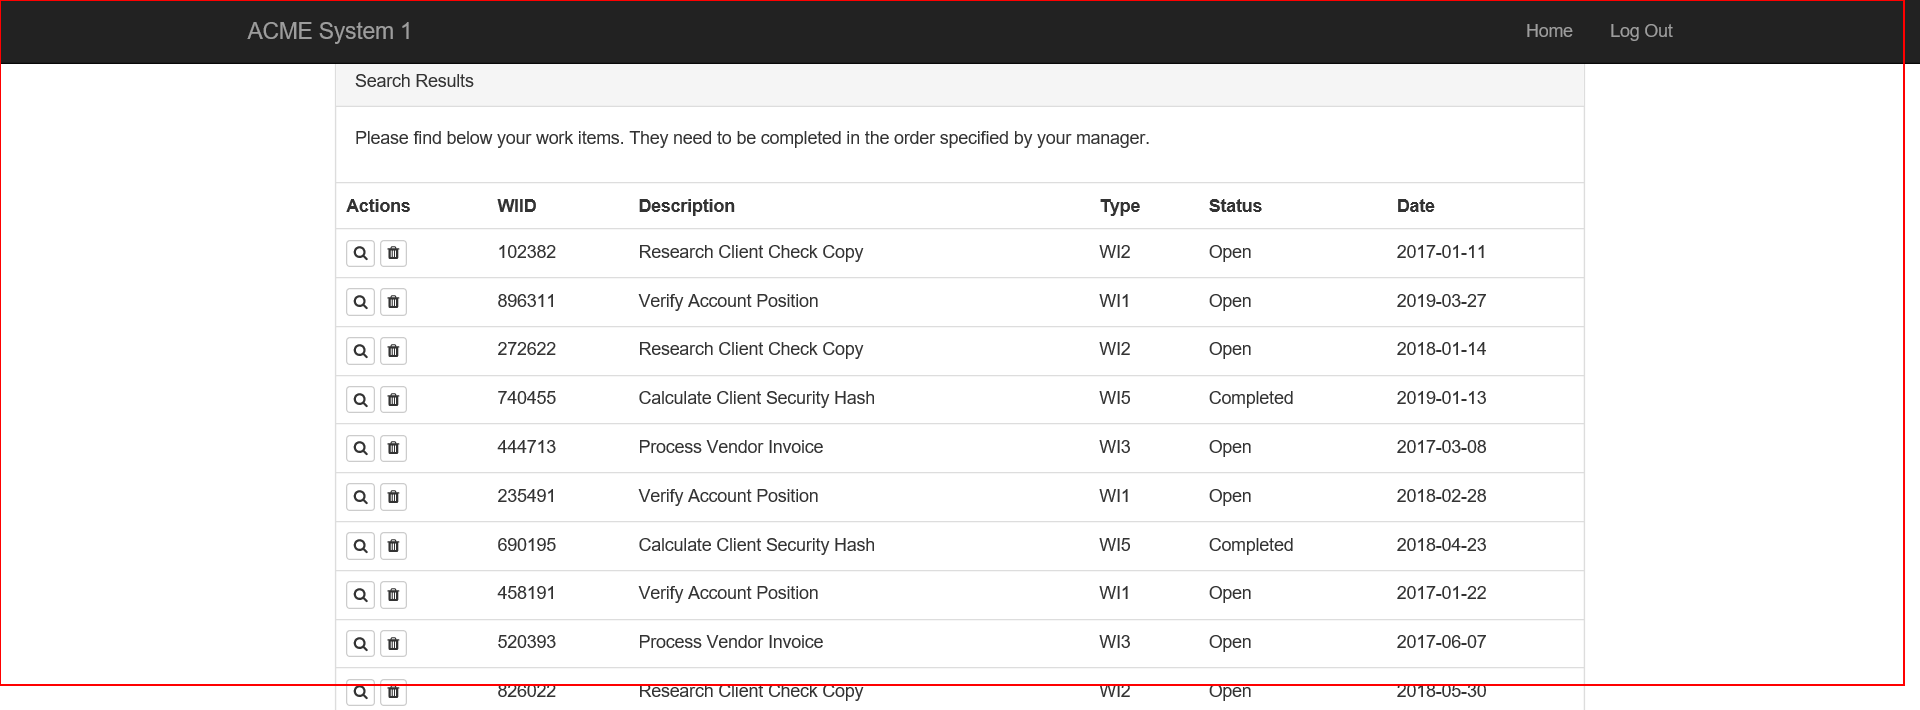 ACME System 1 Home Log Out
Search Results
Please find below your work items. They need to be completed in the order specified by your manager.
Actions WIID Description Type Status Date
102382 Research Client Check Copy WI2 Open 2017-01-11
896311 Verify Account Position WI1 Open 2019-03-27
272622 Research Client Check Copy WI2 Open 2018-01-14
740455 Calculate Client Security Hash WI5 Completed 2019-01-13
444713 Process Vendor Invoice WI3 Open 2017-03-08
235491 Verify Account Position WI1 Open 2018-02-28
690195 Calculate Client Security Hash WI5 Completed 2018-04-23
458191 Verify Account Position WI1 Open 2017-01-22
520393 Process Vendor Invoice WI3 Open 2017-06-07
826022 Research Client Check Copy WI2 Open 2018-05-30